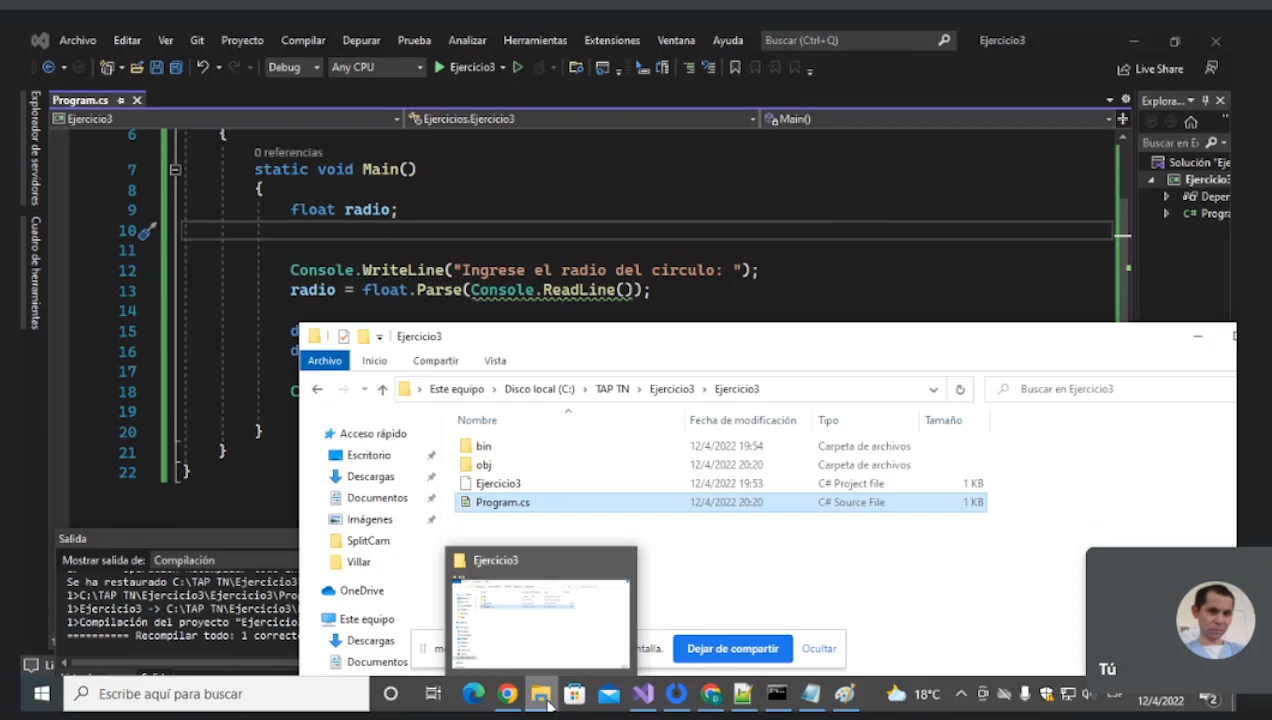 Archivo Editar Ver Git Proyecto Compilar Depurar Prueba Analizar Herramientas Extensiones Ventana Ayuda Buscar (Ctrl+Q) Ejercicio3
Debug Any CPU Ejercicio3 Live Share
Explorador de servidores
Cuadro de herramientas
Program.cs
Ejercicio3 Ejercicios.Ejercicio3 Main()
6 {
0 referencias
7 static void Main()
8 {
9 float radio;
10
11
12 Console.WriteLine("Ingrese el radio del circulo: ");
13 radio = float.Parse(Console.ReadLine());
14
15 d
16 d
17
18 C
19
20 }
21 }
22 }
Explora...
Buscar en E
Solución "Eje
Ejercicio3
Deper
Progra
Salida
Mostrar salida de: Compilación
Se ha restaurado C:\TAP TN\Ejercicio3
1>C:\TAP TN\Ejercicio3\Ejercicio3\Pro
1>Ejercicio3 -> C:\TAP TN\Ejercicio3\
1>Compilación del proyecto "Ejercicio
========== Recompilar todo: 1 correct
Ejercicio3
Archivo Inicio Compartir Vista
Este equipo > Disco local (C:) > TAP TN > Ejercicio3 > Ejercicio3 Buscar en Ejercicio3
Nombre Fecha de modificación Tipo Tamaño
bin 12/4/2022 19:54 Carpeta de archivos
obj 12/4/2022 20:20 Carpeta de archivos
Ejercicio3 12/4/2022 19:53 C# Project file 1 KB
Program.cs 12/4/2022 20:20 C# Source File 1 KB
Acceso rápido
Escritorio
Descargas
Documentos
Imágenes
SplitCam
Villar
OneDrive
Este equipo
Descargas
Documentos
Ejercicio3
talla. Dejar de compartir Ocultar
Tú
Escribe aquí para buscar 18°C 12/4/2022 2